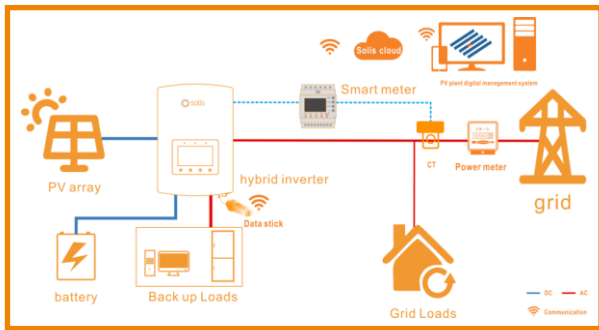 Solis cloud
PV plant digital management system
solis
Smart meter
PV array
hybrid inverter
CT
Power meter
grid
Data stick
battery
Back up Loads
Grid Loads
DC
AC
Communication